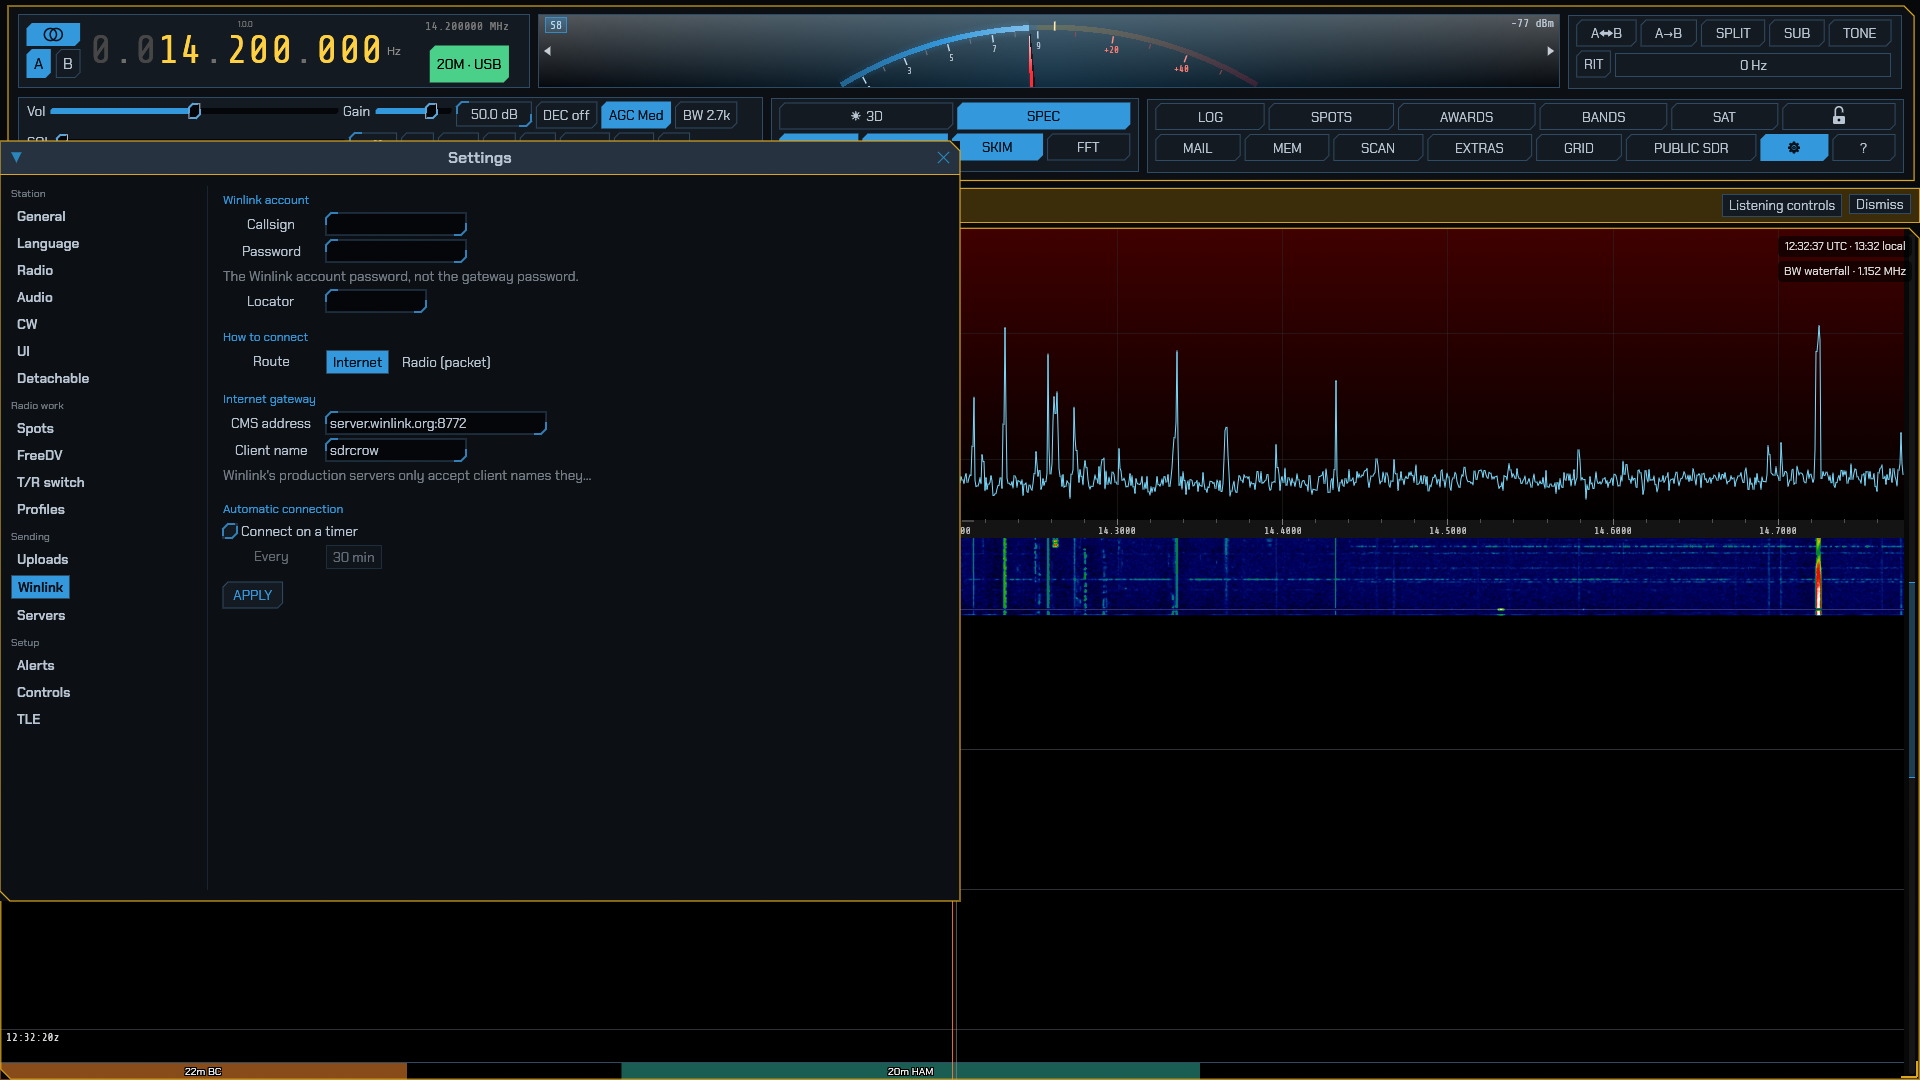 1.0.0
14.200000 MHz
A B
0.014.200.000 Hz
20M · USB
S8
3 5 7 9 +20 +40
-77 dBm
A⬌B A→B SPLIT SUB TONE
RIT 0 Hz
Vol Gain 50.0 dB DEC off AGC Med BW 2.7k
3D SPEC
SKIM FFT
LOG SPOTS AWARDS BANDS SAT
MAIL MEM SCAN EXTRAS GRID PUBLIC SDR ?
Settings
Listening controls Dismiss
12:32:37 UTC · 13:32 local
BW waterfall · 1.152 MHz
Station
General
Language
Radio
Audio
CW
UI
Detachable
Radio work
Spots
FreeDV
T/R switch
Profiles
Sending
Uploads
Winlink
Servers
Setup
Alerts
Controls
TLE
Winlink account
Callsign
Password
The Winlink account password, not the gateway password.
Locator
How to connect
Route Internet Radio (packet)
Internet gateway
CMS address server.winlink.org:8772
Client name sdrcrow
Winlink's production servers only accept client names they...
Automatic connection
Connect on a timer
Every 30 min
APPLY
14.3000 14.4000 14.5000 14.6000 14.7000
12:32:20z
22m BC 20m HAM